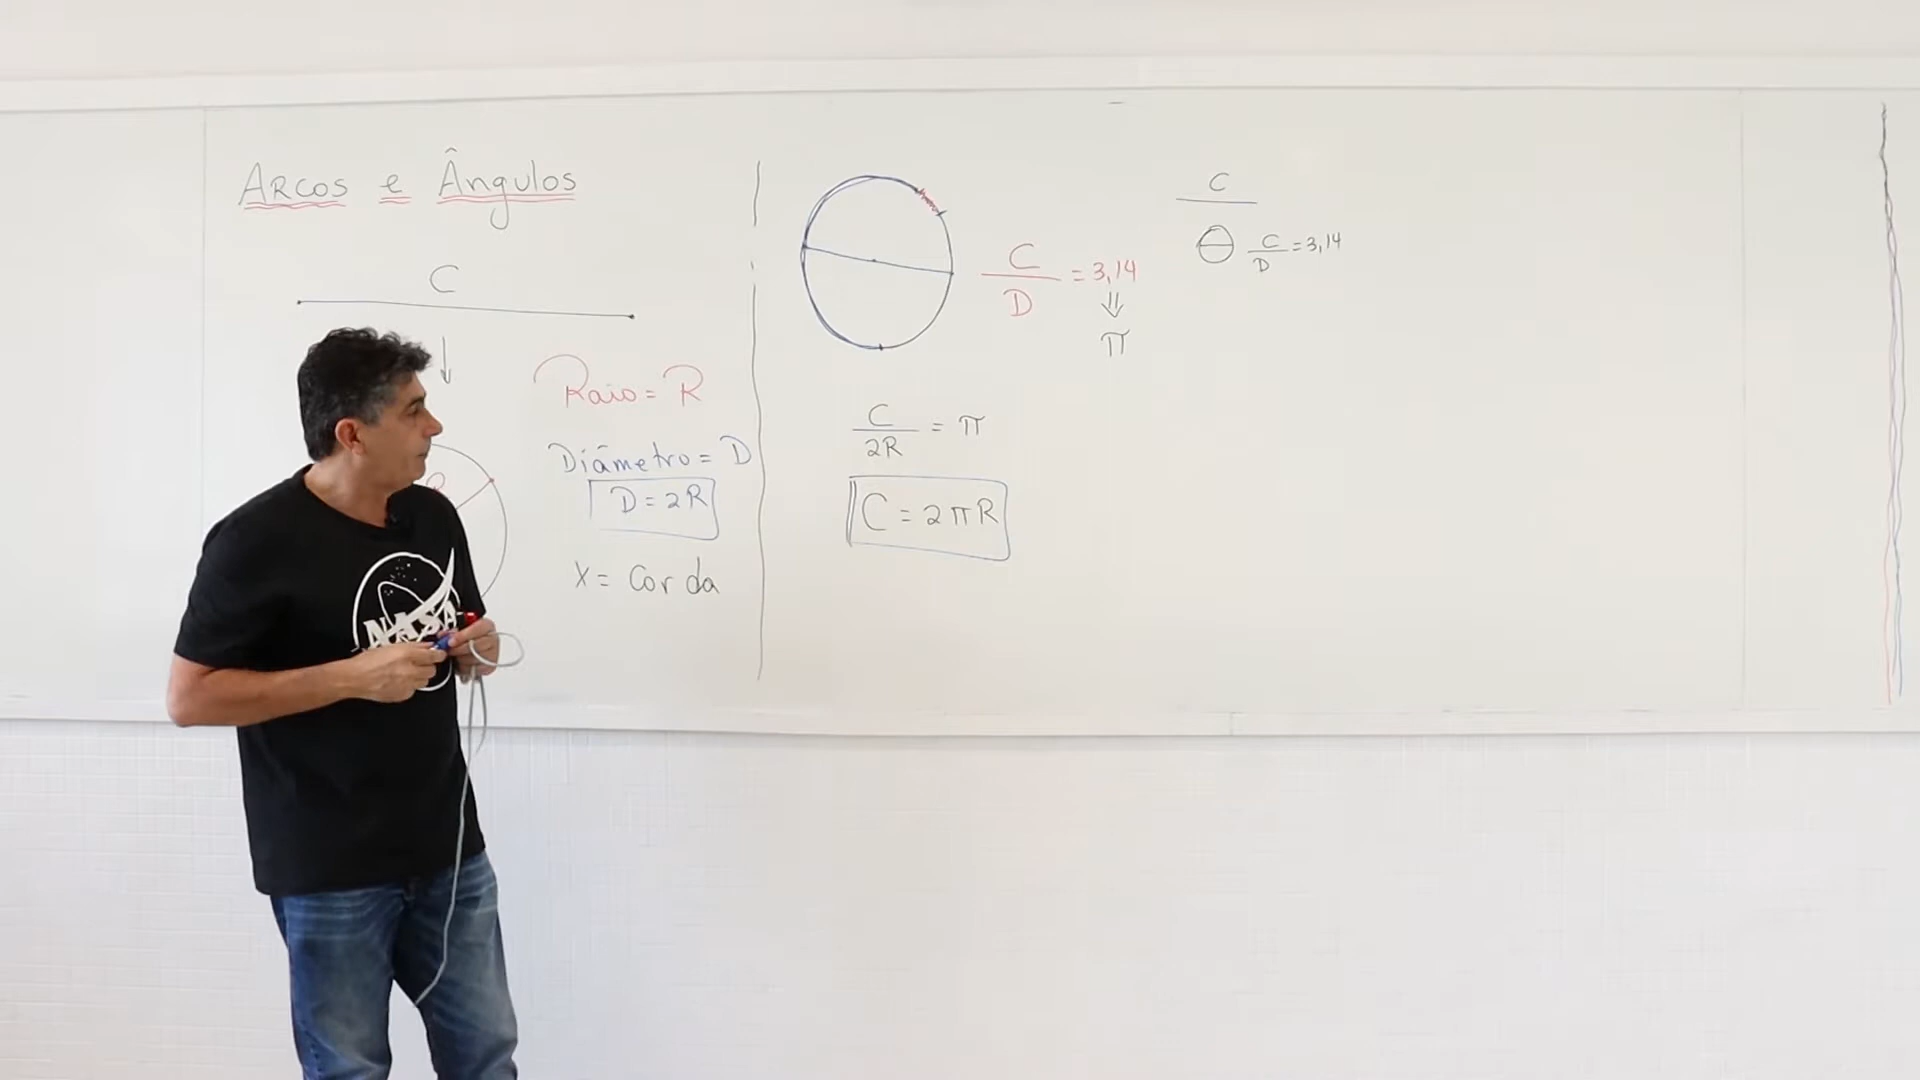 Arcos e Ângulos
C
R
Raio = R
Diâmetro = D
D = 2R
x = Corda
NASA
C/D = 3,14
⇓
π
C/2R = π
C = 2πR
C
C/D = 3,14